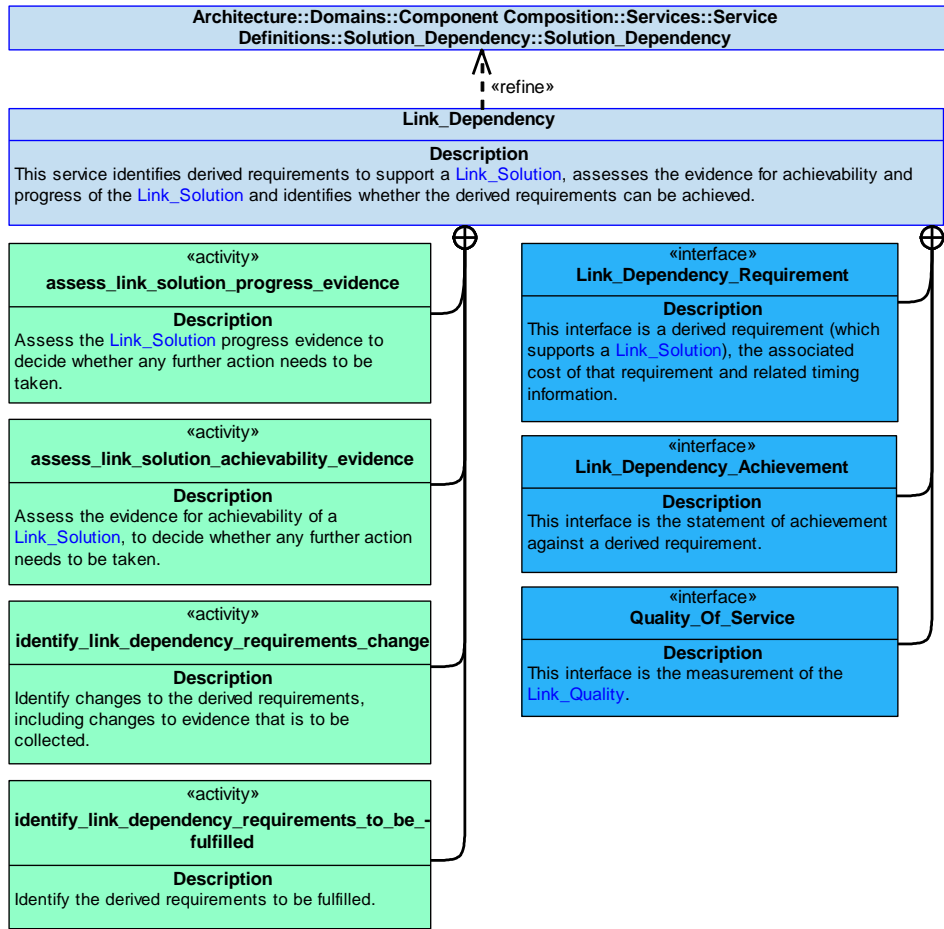 Architecture::Domains::Component Composition::Services::Service
Definitions::Solution_Dependency::Solution_Dependency
«refine»
Link_Dependency
Description
This service identifies derived requirements to support a Link_Solution, assesses the evidence for achievability and
progress of the Link_Solution and identifies whether the derived requirements can be achieved.
«activity»
assess_link_solution_progress_evidence
Description
Assess the Link_Solution progress evidence to
decide whether any further action needs to be
taken.
«activity»
assess_link_solution_achievability_evidence
Description
Assess the evidence for achievability of a
Link_Solution, to decide whether any further action
needs to be taken.
«activity»
identify_link_dependency_requirements_change
Description
Identify changes to the derived requirements,
including changes to evidence that is to be
collected.
«activity»
identify_link_dependency_requirements_to_be_-
fulfilled
Description
Identify the derived requirements to be fulfilled.
«interface»
Link_Dependency_Requirement
Description
This interface is a derived requirement (which
supports a Link_Solution), the associated
cost of that requirement and related timing
information.
«interface»
Link_Dependency_Achievement
Description
This interface is the statement of achievement
against a derived requirement.
«interface»
Quality_Of_Service
Description
This interface is the measurement of the
Link_Quality.